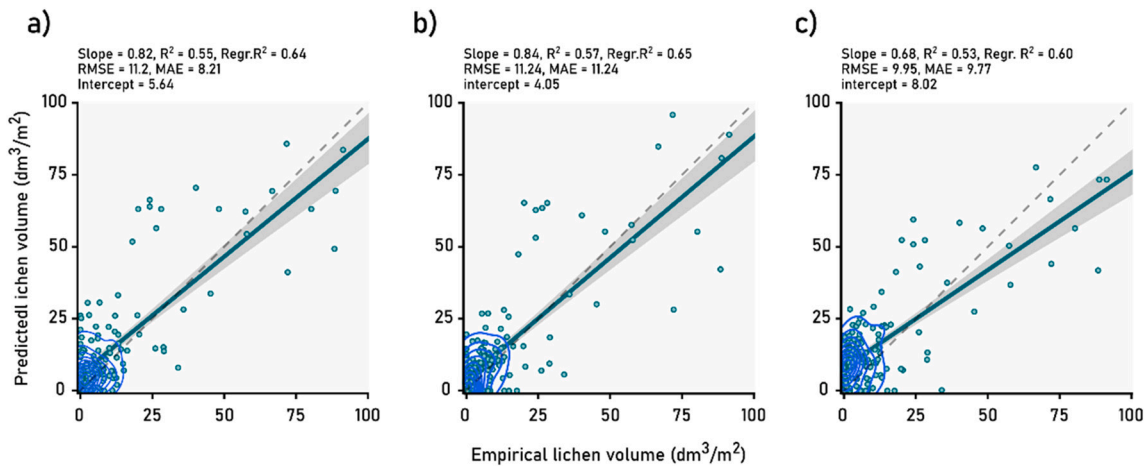 a)
Slope = 0.82, R² = 0.55, Regr.R² = 0.64
RMSE = 11.2, MAE = 8.21
Intercept = 5.64
b)
Slope = 0.84, R² = 0.57, Regr.R² = 0.65
RMSE = 11.24, MAE = 11.24
intercept = 4.05
c)
Slope = 0.68, R² = 0.53, Regr. R² = 0.60
RMSE = 9.95, MAE = 9.77
intercept = 8.02
Predictedl ichen volume (dm³/m²)
100
75
50
25
0
0 25 50 75 100
100
75
50
25
0
0 25 50 75 100
100
75
50
25
0
0 25 50 75 100
Empirical lichen volume (dm³/m²)